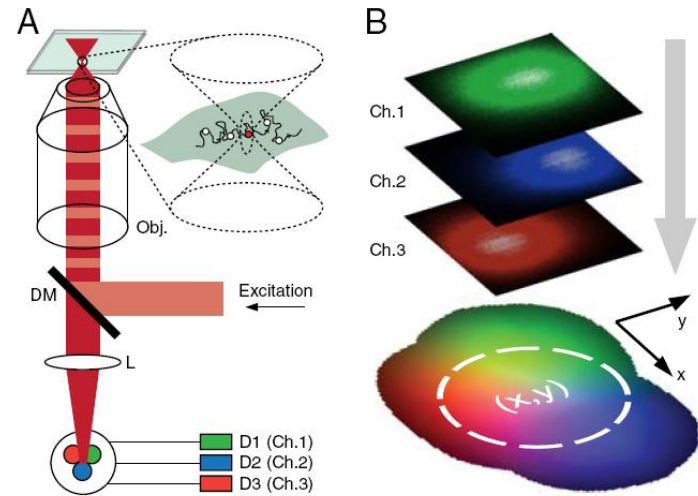 A
Obj.
DM
Excitation
L
D1 (Ch.1)
D2 (Ch.2)
D3 (Ch.3)
B
Ch.1
Ch.2
Ch.3
y
x
(x,y)